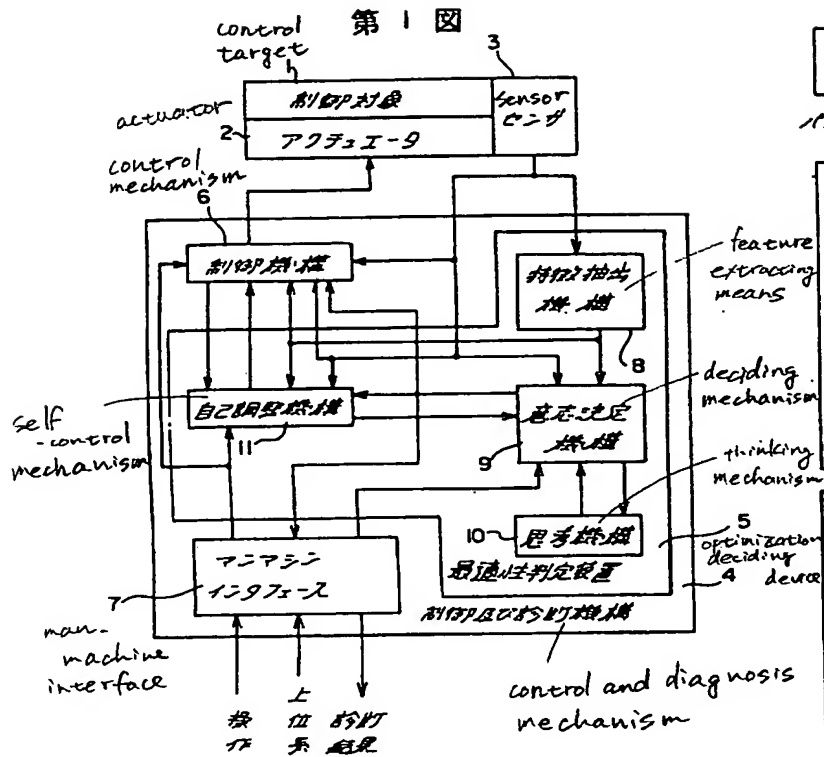 第1図
control
target
1
3
actuator
制御対象
sensor
センサ
2
アクチュエータ
control
mechanism
6
制御機構
特徴抽出
機構
feature
extracting
means
8
自己調整機構
11
self
-control
mechanism
意志決定
機構
9
deciding
mechanism
thinking
mechanism
10
思考機構
5
optimization
deciding
device
4
最適性判定装置
マンマシン
インタフェース
7
制御及び診断機構
man-
machine
interface
control and diagnosis
mechanism
操作
上位系
診断結果